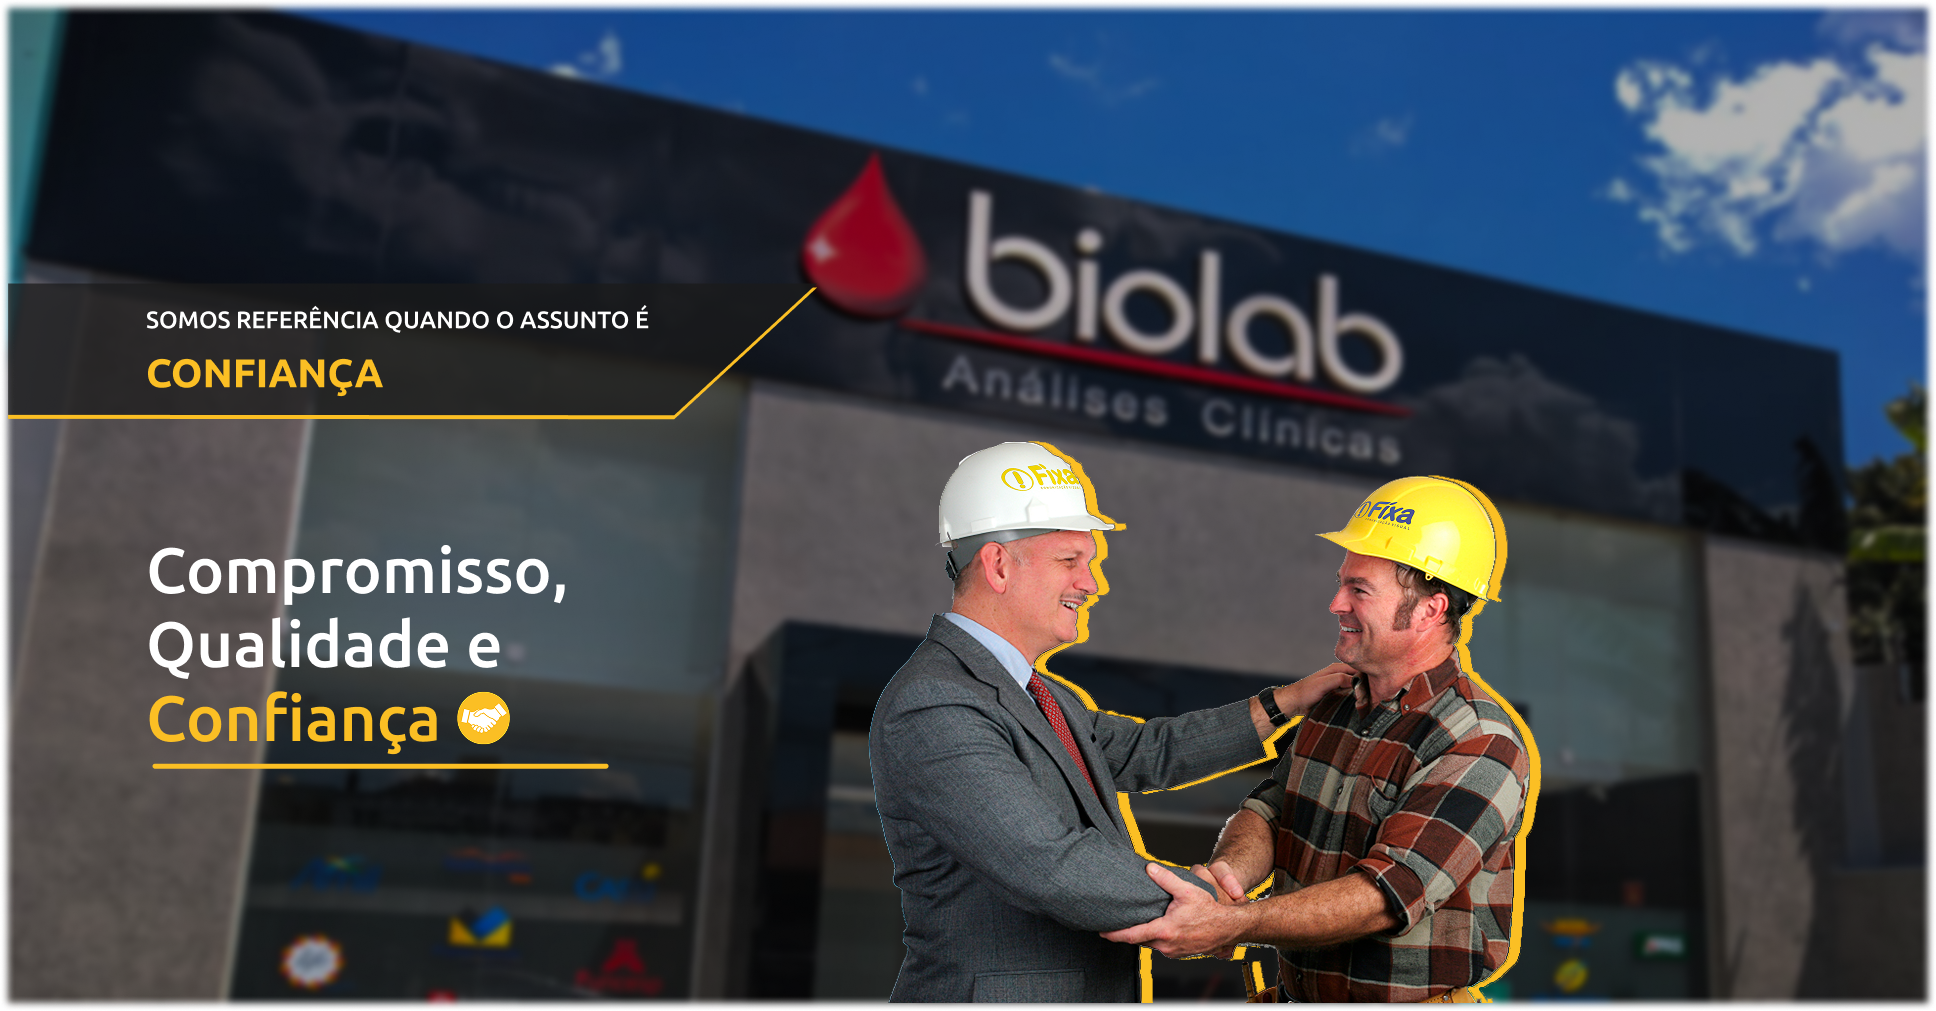 biolab
Análises Clínicas
SOMOS REFERÊNCIA QUANDO O ASSUNTO É
CONFIANÇA
Fixa
Fixa
Compromisso,
Qualidade e
Confiança